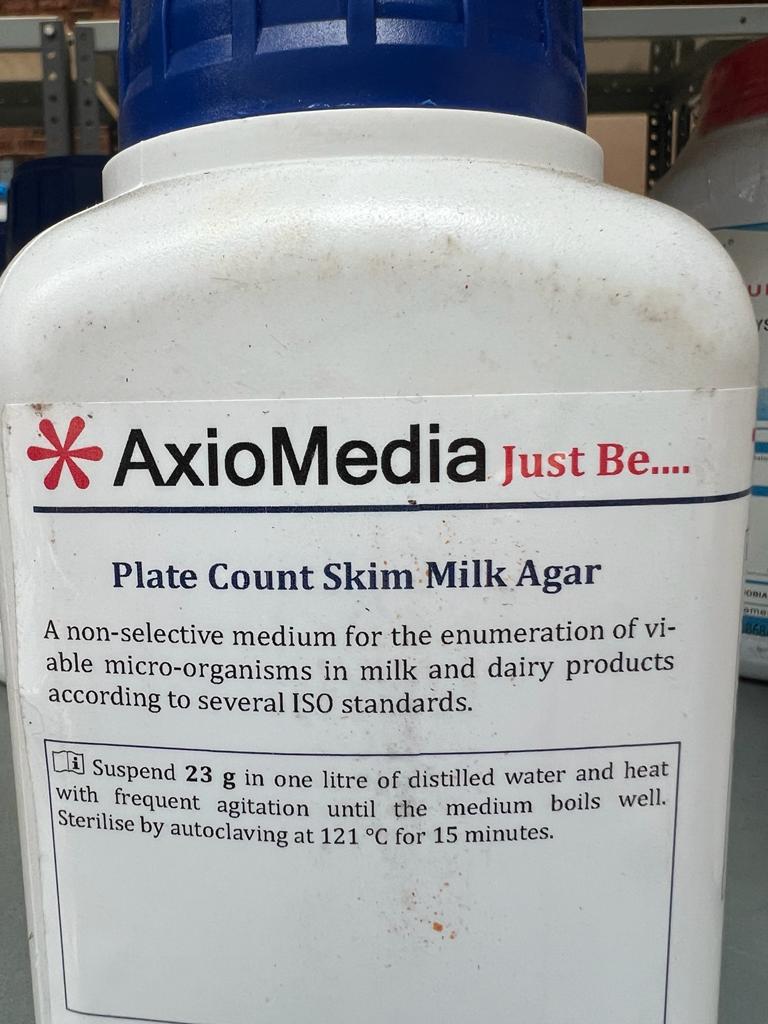 AxioMedia Just Be....
Plate Count Skim Milk Agar
A non-selective medium for the enumeration of vi-
able micro-organisms in milk and dairy products
according to several ISO standards.
Suspend 23 g in one litre of distilled water and heat
with frequent agitation until the medium boils well.
Sterilise by autoclaving at 121 °C for 15 minutes.